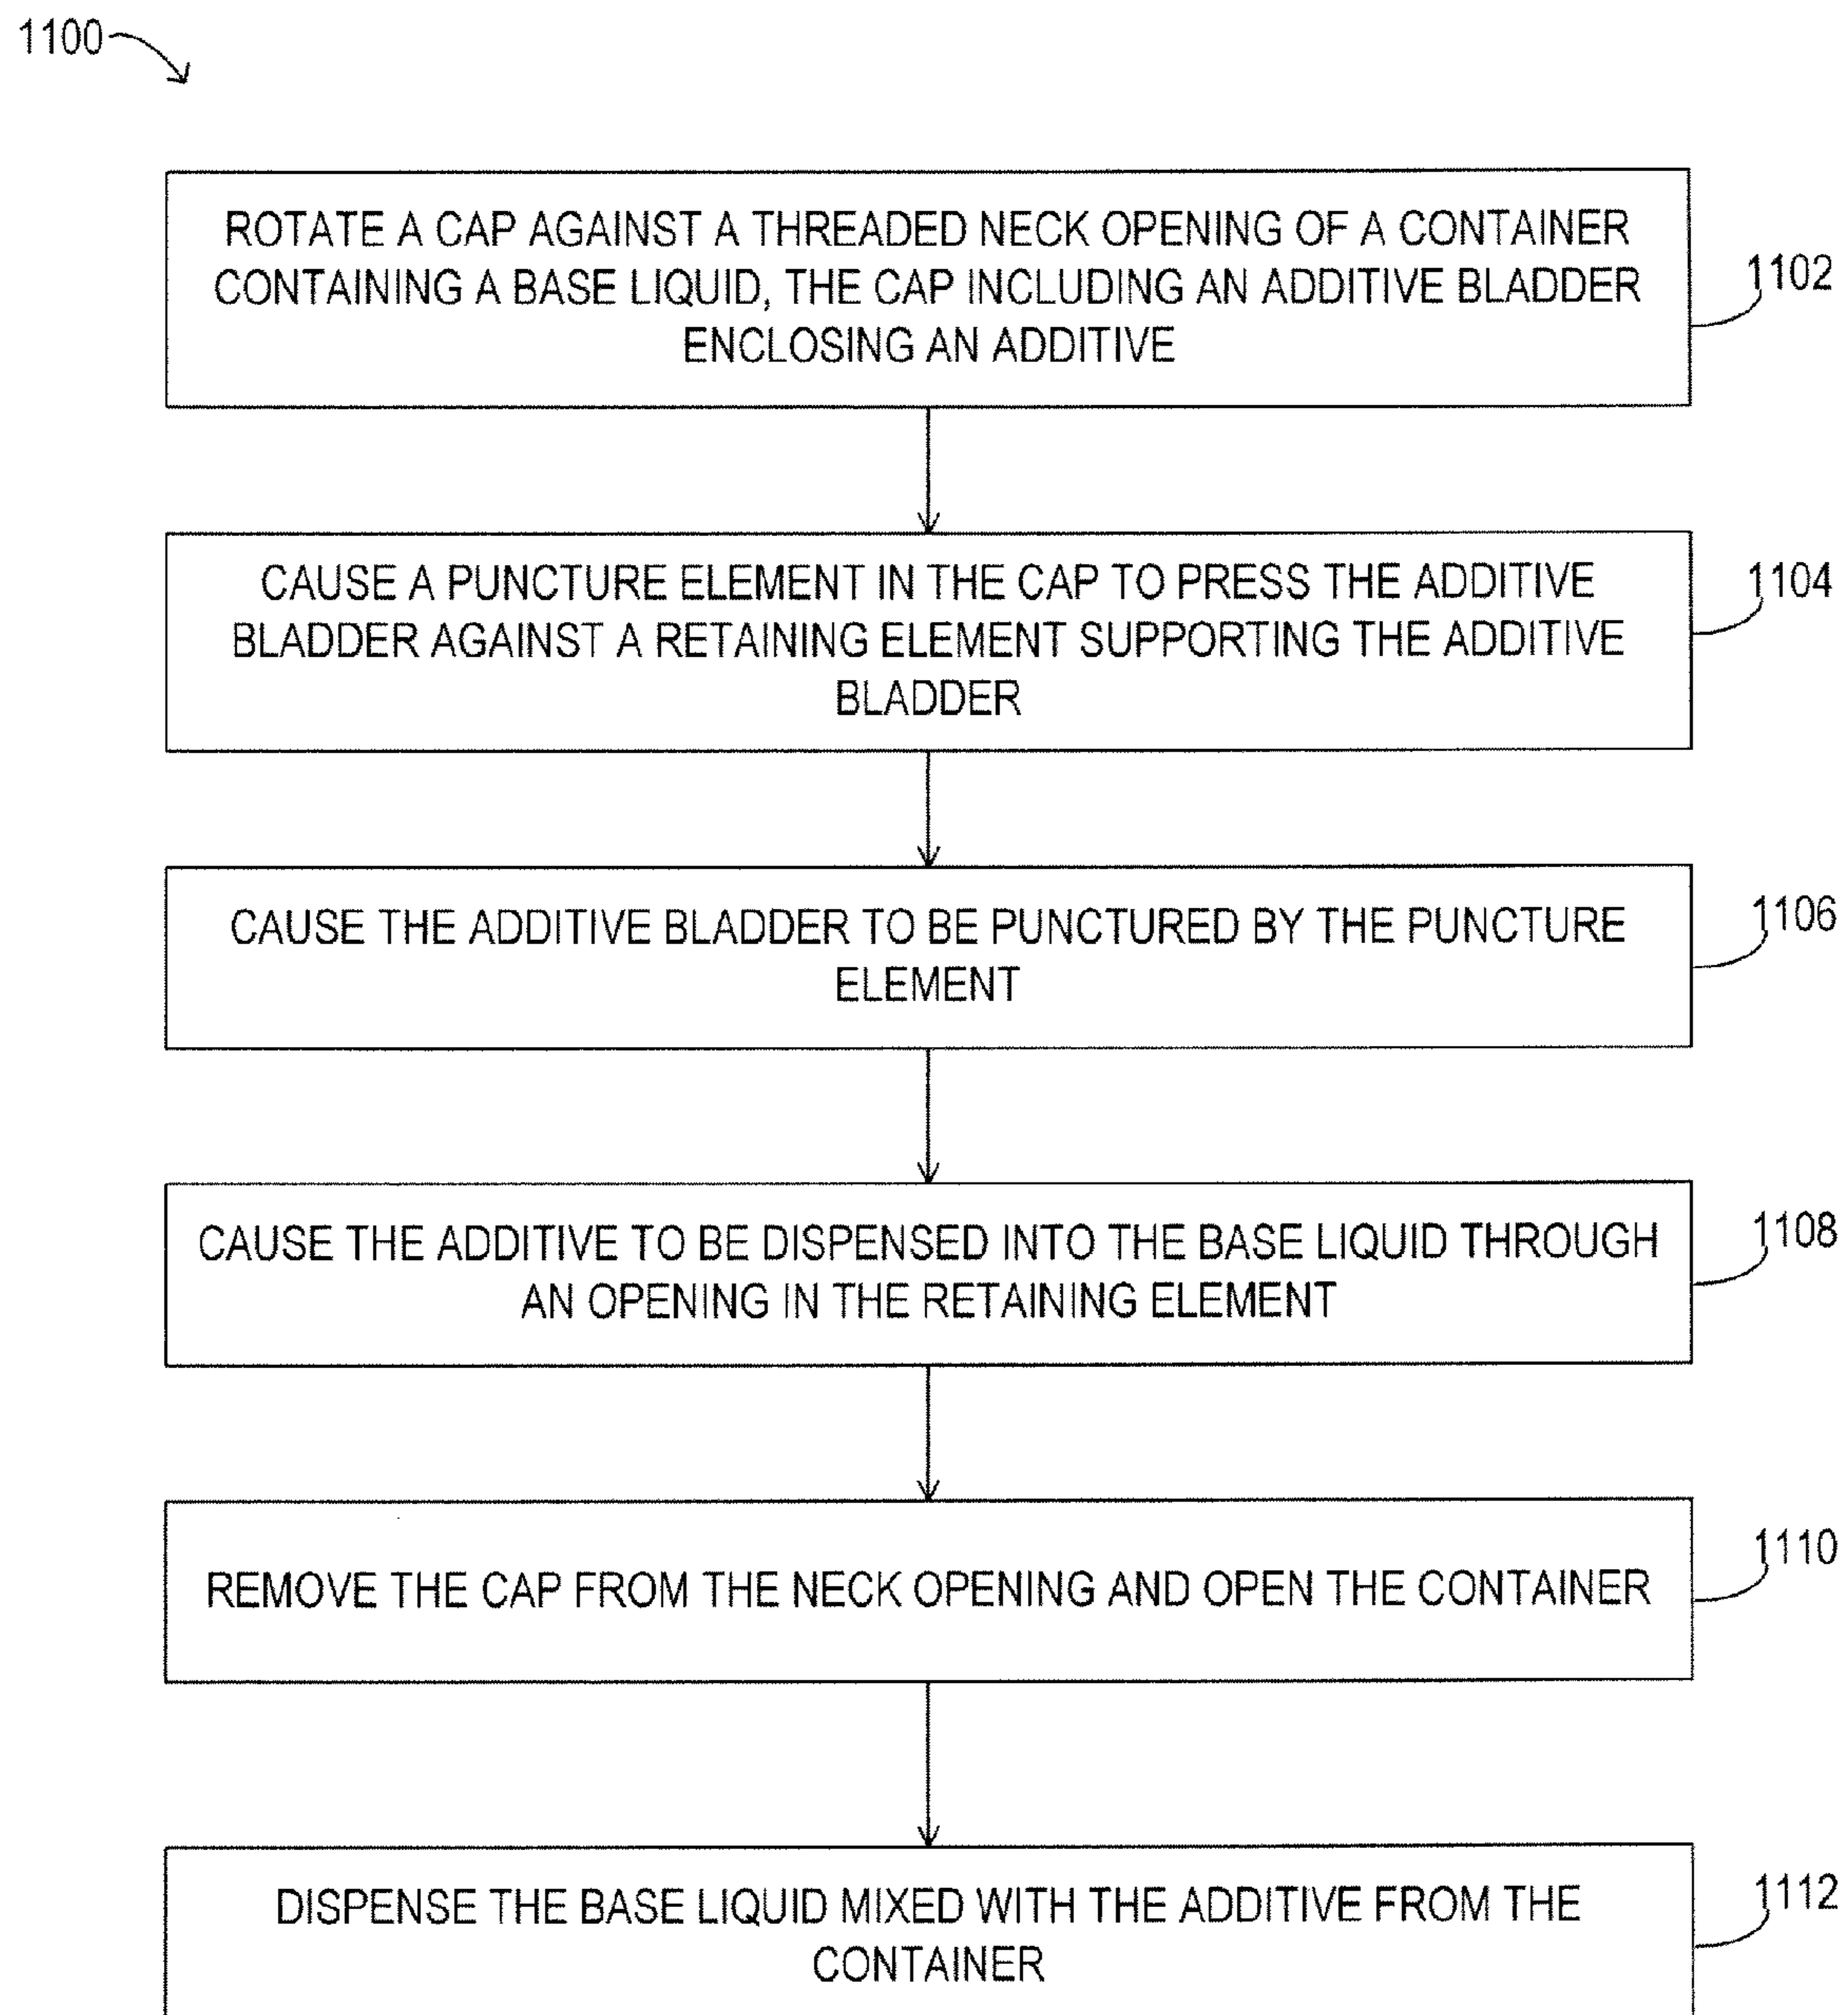 1100
ROTATE A CAP AGAINST A THREADED NECK OPENING OF A CONTAINER
CONTAINING A BASE LIQUID, THE CAP INCLUDING AN ADDITIVE BLADDER
ENCLOSING AN ADDITIVE
1102
CAUSE A PUNCTURE ELEMENT IN THE CAP TO PRESS THE ADDITIVE
BLADDER AGAINST A RETAINING ELEMENT SUPPORTING THE ADDITIVE
BLADDER
1104
CAUSE THE ADDITIVE BLADDER TO BE PUNCTURED BY THE PUNCTURE
ELEMENT
1106
CAUSE THE ADDITIVE TO BE DISPENSED INTO THE BASE LIQUID THROUGH
AN OPENING IN THE RETAINING ELEMENT
1108
REMOVE THE CAP FROM THE NECK OPENING AND OPEN THE CONTAINER
1110
DISPENSE THE BASE LIQUID MIXED WITH THE ADDITIVE FROM THE
CONTAINER
1112